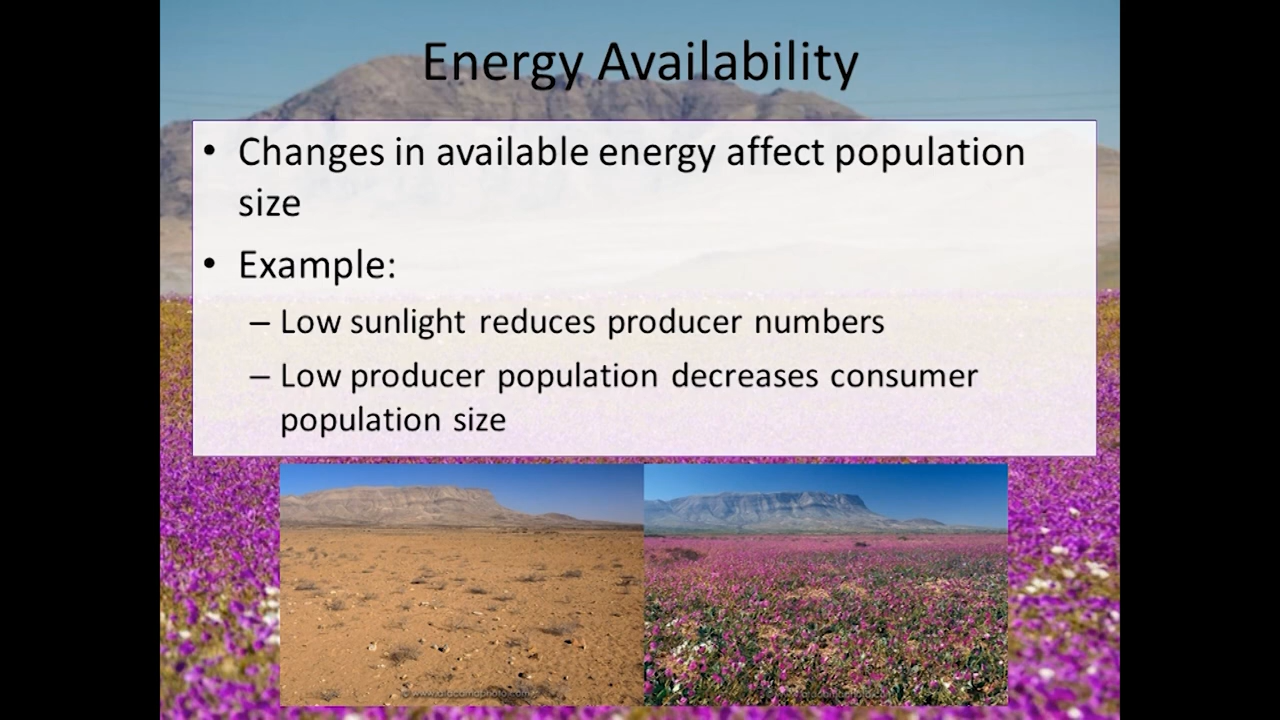 Energy Availability
• Changes in available energy affect population
size
• Example:
– Low sunlight reduces producer numbers
– Low producer population decreases consumer
population size